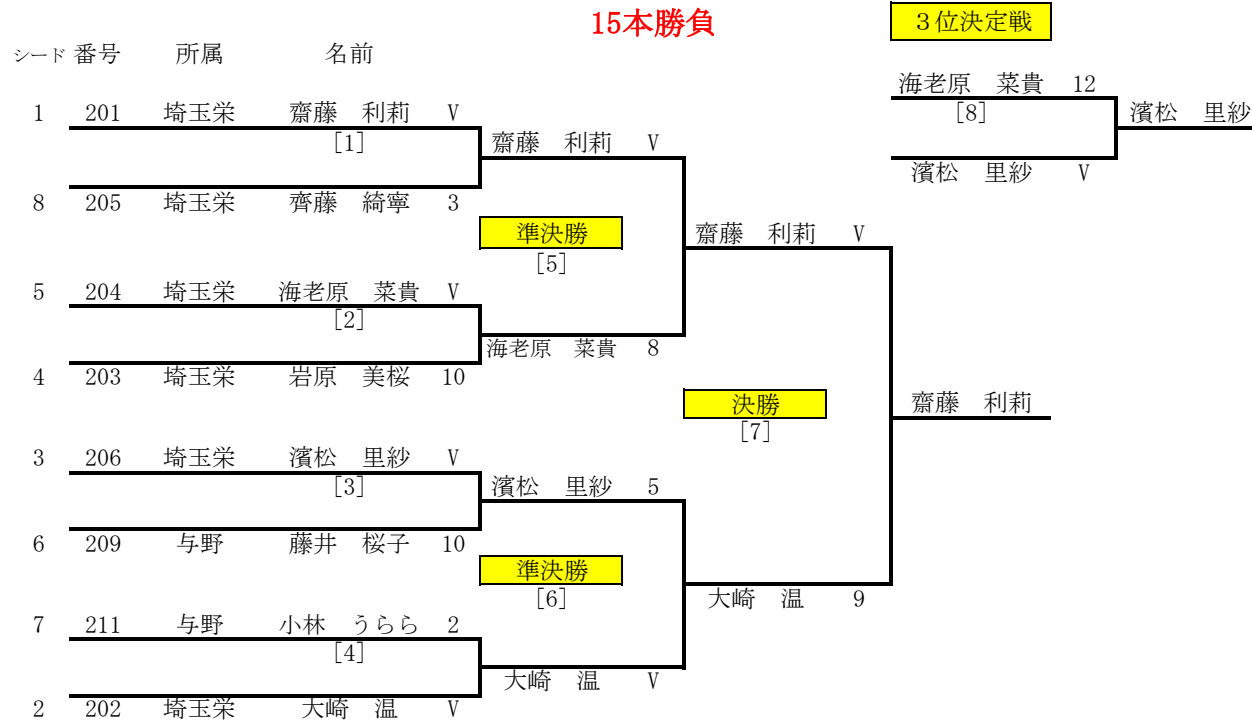 15本勝負
３位決定戦
シード 番号 所属 名前
海老原 菜貴 12
[8]
濱松 里紗
濱松 里紗 V
1 201 埼玉栄 齋藤 利莉 V
[1]
齋藤 利莉 V
8 205 埼玉栄 齊藤 綺寧 3
準決勝
[5]
齋藤 利莉 V
5 204 埼玉栄 海老原 菜貴 V
[2]
海老原 菜貴 8
4 203 埼玉栄 岩原 美桜 10
決勝
[7]
齋藤 利莉
3 206 埼玉栄 濱松 里紗 V
[3]
濱松 里紗 5
6 209 与野 藤井 桜子 10
準決勝
[6]
大崎 温 9
7 211 与野 小林 うらら 2
[4]
大崎 温 V
2 202 埼玉栄 大崎 温 V